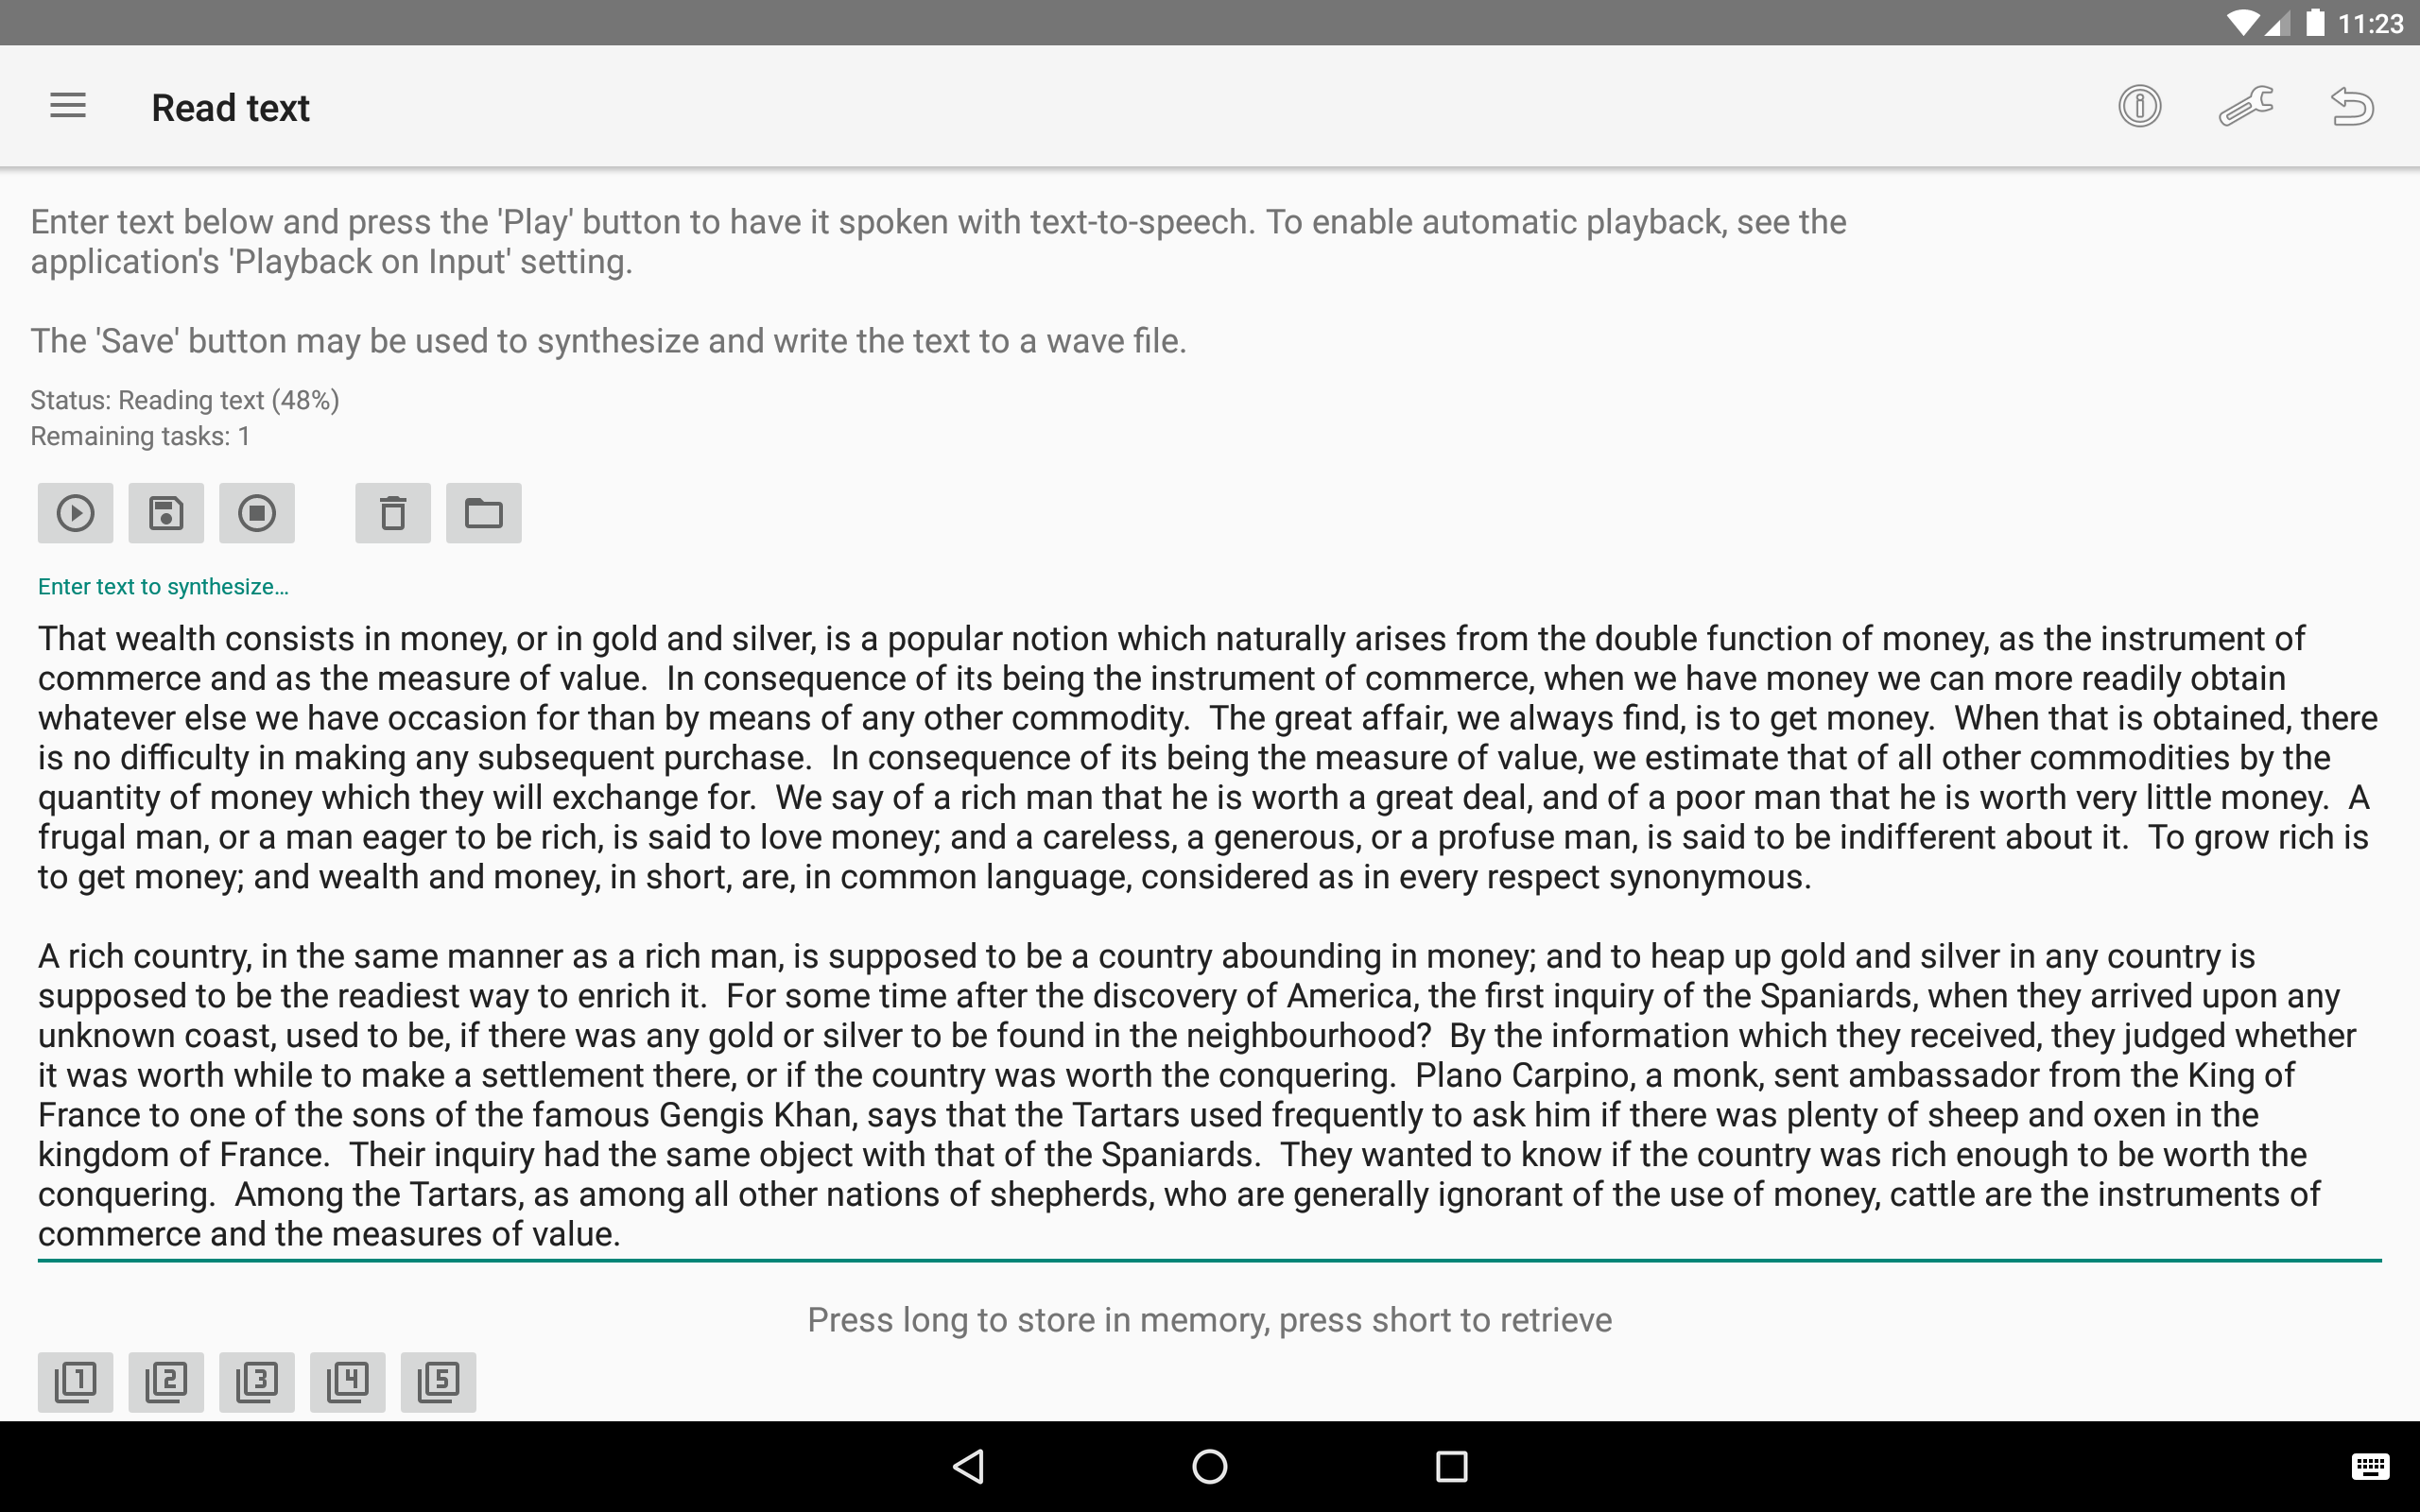 11:23
Read text
Enter text below and press the 'Play' button to have it spoken with text-to-speech. To enable automatic playback, see the
application's 'Playback on Input' setting.
The 'Save' button may be used to synthesize and write the text to a wave file.
Status: Reading text (48%)
Remaining tasks: 1
Enter text to synthesize…
That wealth consists in money, or in gold and silver, is a popular notion which naturally arises from the double function of money, as the instrument of
commerce and as the measure of value.  In consequence of its being the instrument of commerce, when we have money we can more readily obtain
whatever else we have occasion for than by means of any other commodity.  The great affair, we always find, is to get money.  When that is obtained, there
is no difficulty in making any subsequent purchase.  In consequence of its being the measure of value, we estimate that of all other commodities by the
quantity of money which they will exchange for.  We say of a rich man that he is worth a great deal, and of a poor man that he is worth very little money.  A
frugal man, or a man eager to be rich, is said to love money; and a careless, a generous, or a profuse man, is said to be indifferent about it.  To grow rich is
to get money; and wealth and money, in short, are, in common language, considered as in every respect synonymous.
A rich country, in the same manner as a rich man, is supposed to be a country abounding in money; and to heap up gold and silver in any country is
supposed to be the readiest way to enrich it.  For some time after the discovery of America, the first inquiry of the Spaniards, when they arrived upon any
unknown coast, used to be, if there was any gold or silver to be found in the neighbourhood?  By the information which they received, they judged whether
it was worth while to make a settlement there, or if the country was worth the conquering.  Plano Carpino, a monk, sent ambassador from the King of
France to one of the sons of the famous Gengis Khan, says that the Tartars used frequently to ask him if there was plenty of sheep and oxen in the
kingdom of France.  Their inquiry had the same object with that of the Spaniards.  They wanted to know if the country was rich enough to be worth the
conquering.  Among the Tartars, as among all other nations of shepherds, who are generally ignorant of the use of money, cattle are the instruments of
commerce and the measures of value.
Press long to store in memory, press short to retrieve
1 2 3 4 5